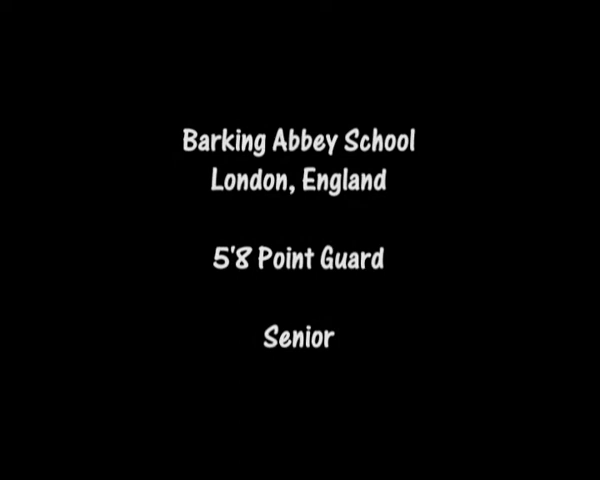 Barking Abbey School
London, England
5'8 Point Guard
Senior